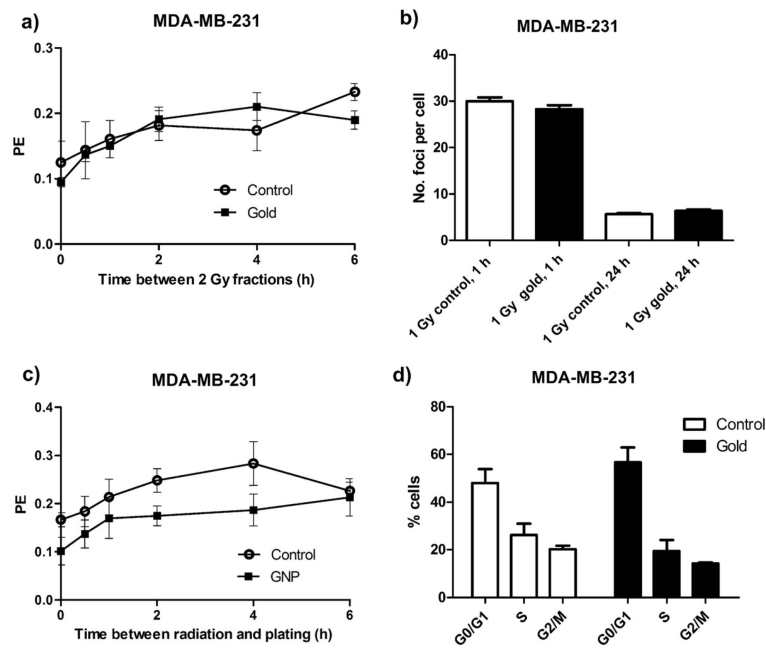 a)
MDA-MB-231
PE
0.3
0.2
0.1
0.0
0 2 4 6
Time between 2 Gy fractions (h)
Control
Gold
b)
MDA-MB-231
No. foci per cell
40
30
20
10
0
1 Gy control, 1 h
1 Gy gold, 1 h
1 Gy control, 24 h
1 Gy gold, 24 h
c)
MDA-MB-231
PE
0.4
0.3
0.2
0.1
0.0
0 2 4 6
Time between radiation and plating (h)
Control
GNP
d)
MDA-MB-231
% cells
80
60
40
20
0
G0/G1 S G2/M G0/G1 S G2/M
Control
Gold